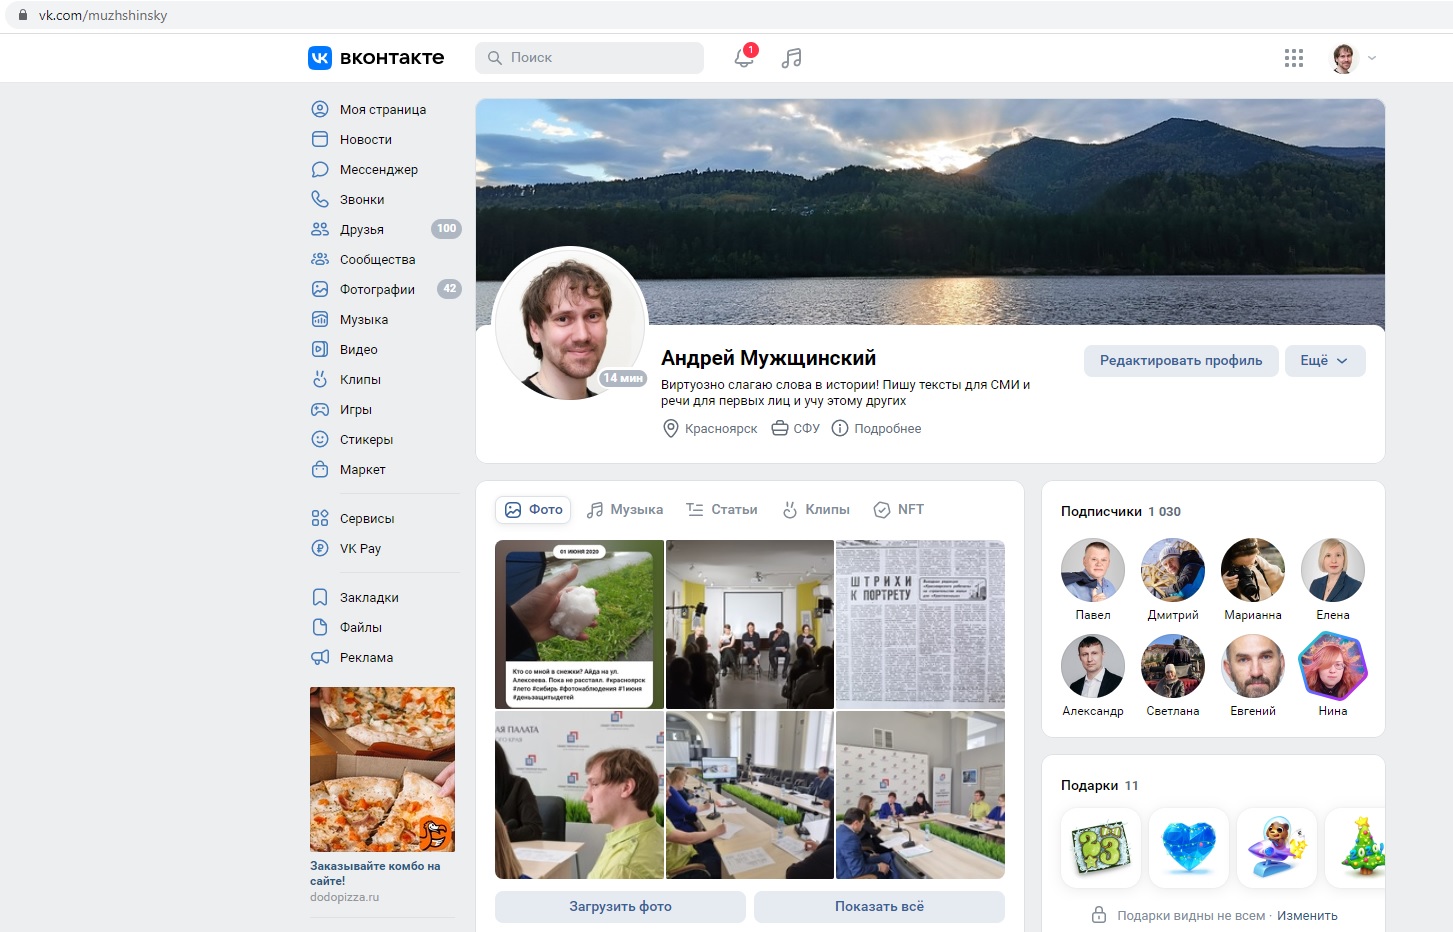 vk.com/muzhshinsky
вконтакте
Поиск
1
Моя страница
Новости
Мессенджер
Звонки
Друзья 100
Сообщества
Фотографии 42
Музыка
Видео
Клипы
Игры
Стикеры
Маркет
Сервисы
VK Pay
Закладки
Файлы
Реклама
Заказывайте комбо на
сайте!
dodopizza.ru
14 мин
Андрей Мужщинский
Виртуозно слагаю слова в истории! Пишу тексты для СМИ и
речи для первых лиц и учу этому других
Красноярск СФУ Подробнее
Редактировать профиль
Ещё
Фото Музыка Статьи Клипы NFT
01 ИЮНЯ 2020
Кто со мной в снежки? Айда на ул.
Алексеева. Пока не растаял. #красноярск
#лето #сибирь #фотонаблюдения #1июня
#деньзащитыдетей
ШТРИХИ
К ПОРТРЕТУ
АЯ ПАЛАТА
Загрузить фото
Показать всё
Подписчики 1 030
Павел Дмитрий Марианна Елена
Александр Светлана Евгений Нина
Подарки 11
23
Подарки видны не всем · Изменить